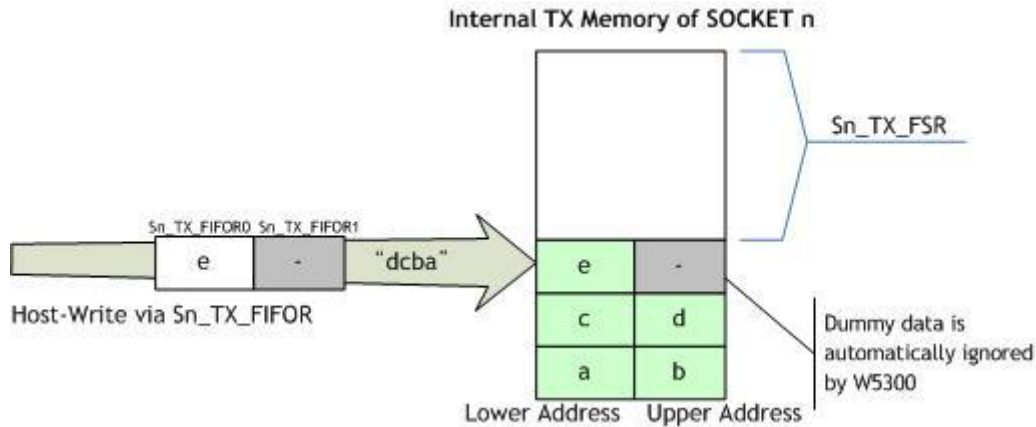 Internal TX Memory of SOCKET n
Sn_TX_FSR
Sn_TX_FIFOR0 Sn_TX_FIFOR1
e - "dcba" e -
Host-Write via Sn_TX_FIFOR
c d
a b
Dummy data is
automatically ignored
by W5300
Lower Address Upper Address